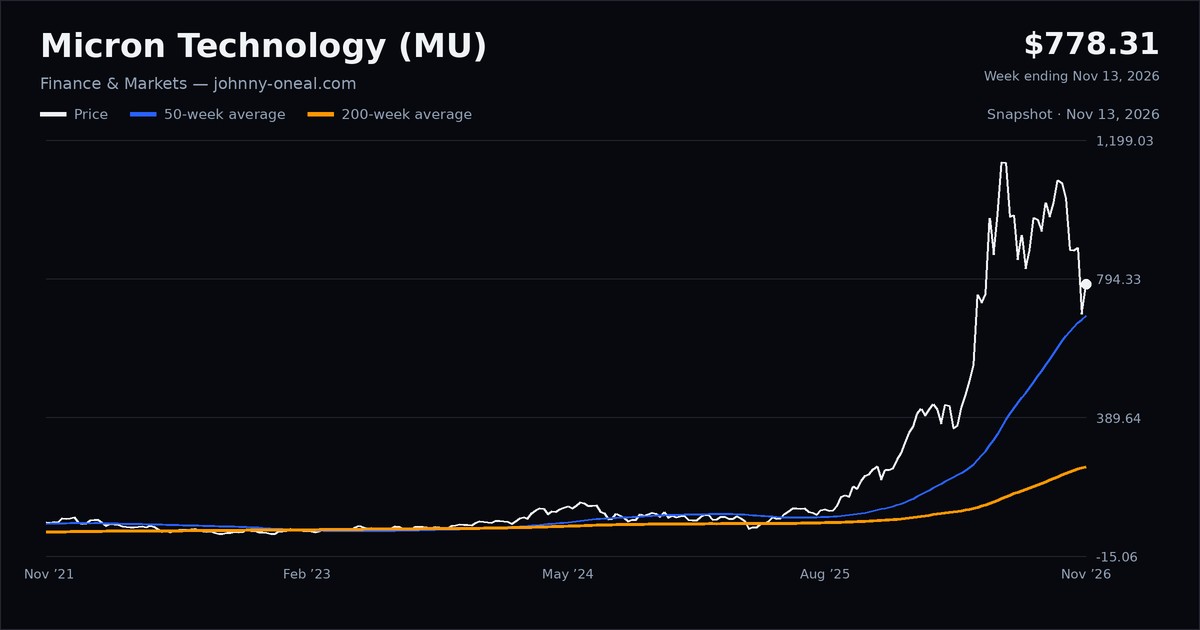 Micron Technology (MU)
$778.31
Finance & Markets — johnny-oneal.com
Week ending Nov 13, 2026
Price
50-week average
200-week average
Snapshot · Nov 13, 2026
1,199.03
794.33
389.64
-15.06
Nov ’21
Feb ’23
May ’24
Aug ’25
Nov ’26